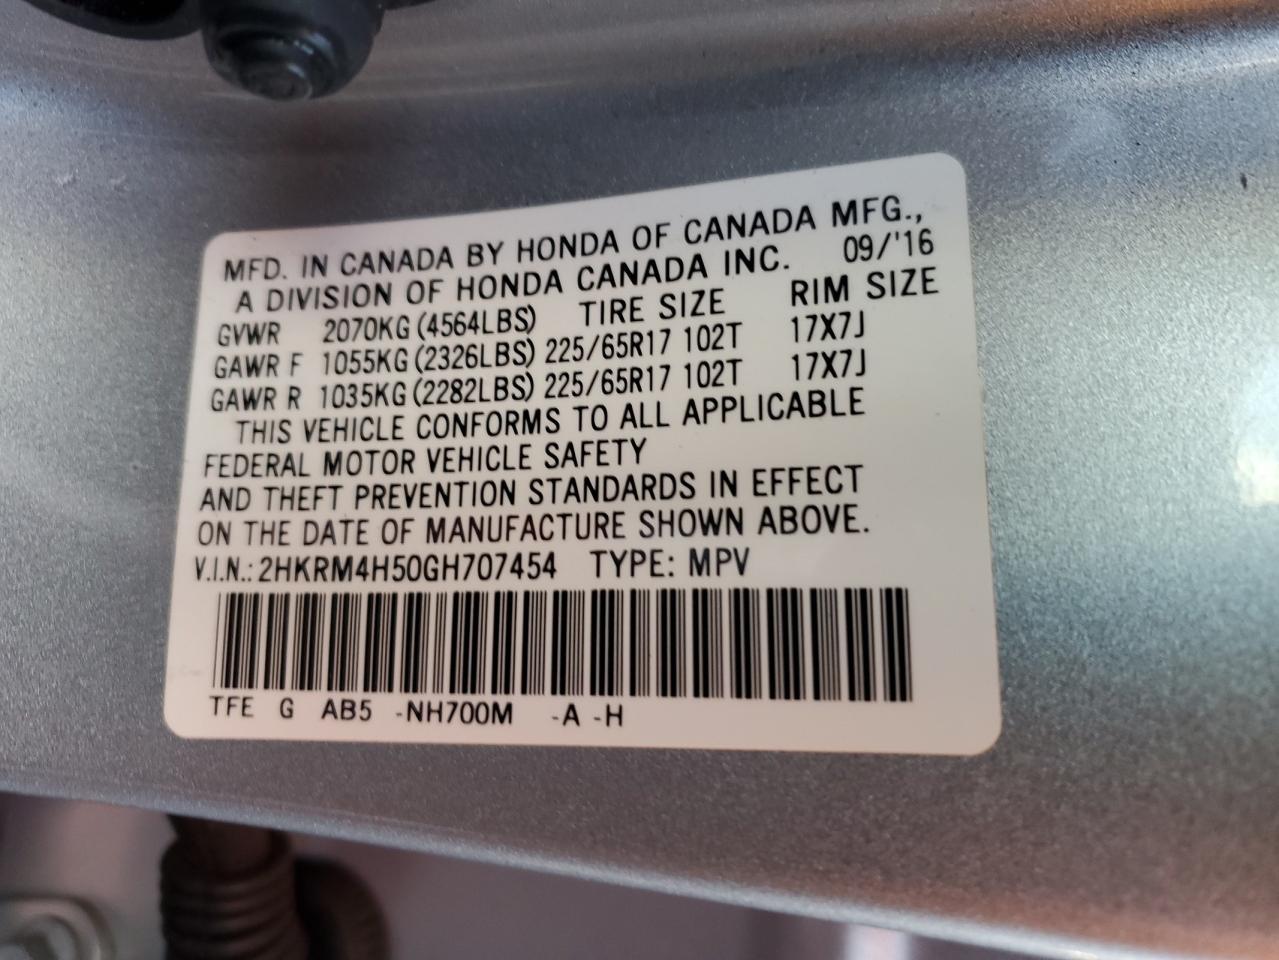 MFD. IN CANADA BY HONDA OF CANADA MFG.,
A DIVISION OF HONDA CANADA INC. 09/'16
GVWR 2070KG (4564LBS) TIRE SIZE RIM SIZE
GAWR F 1055KG (2326LBS) 225/65R17 102T 17X7J
GAWR R 1035KG (2282LBS) 225/65R17 102T 17X7J
THIS VEHICLE CONFORMS TO ALL APPLICABLE
FEDERAL MOTOR VEHICLE SAFETY
AND THEFT PREVENTION STANDARDS IN EFFECT
ON THE DATE OF MANUFACTURE SHOWN ABOVE.
V.I.N.: 2HKRM4H50GH707454 TYPE: MPV
TFE G AB5 -NH700M -A -H